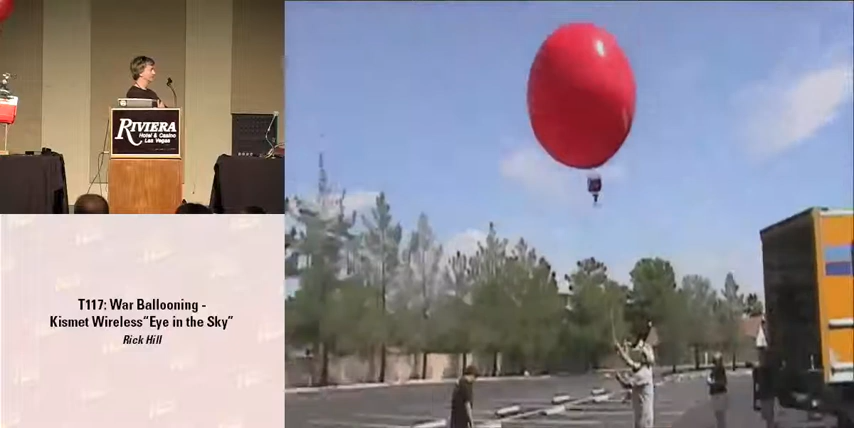 RIVIERA
Hotel & Casino
Las Vegas
T117: War Ballooning -
Kismet Wireless“Eye in the Sky”
Rick Hill